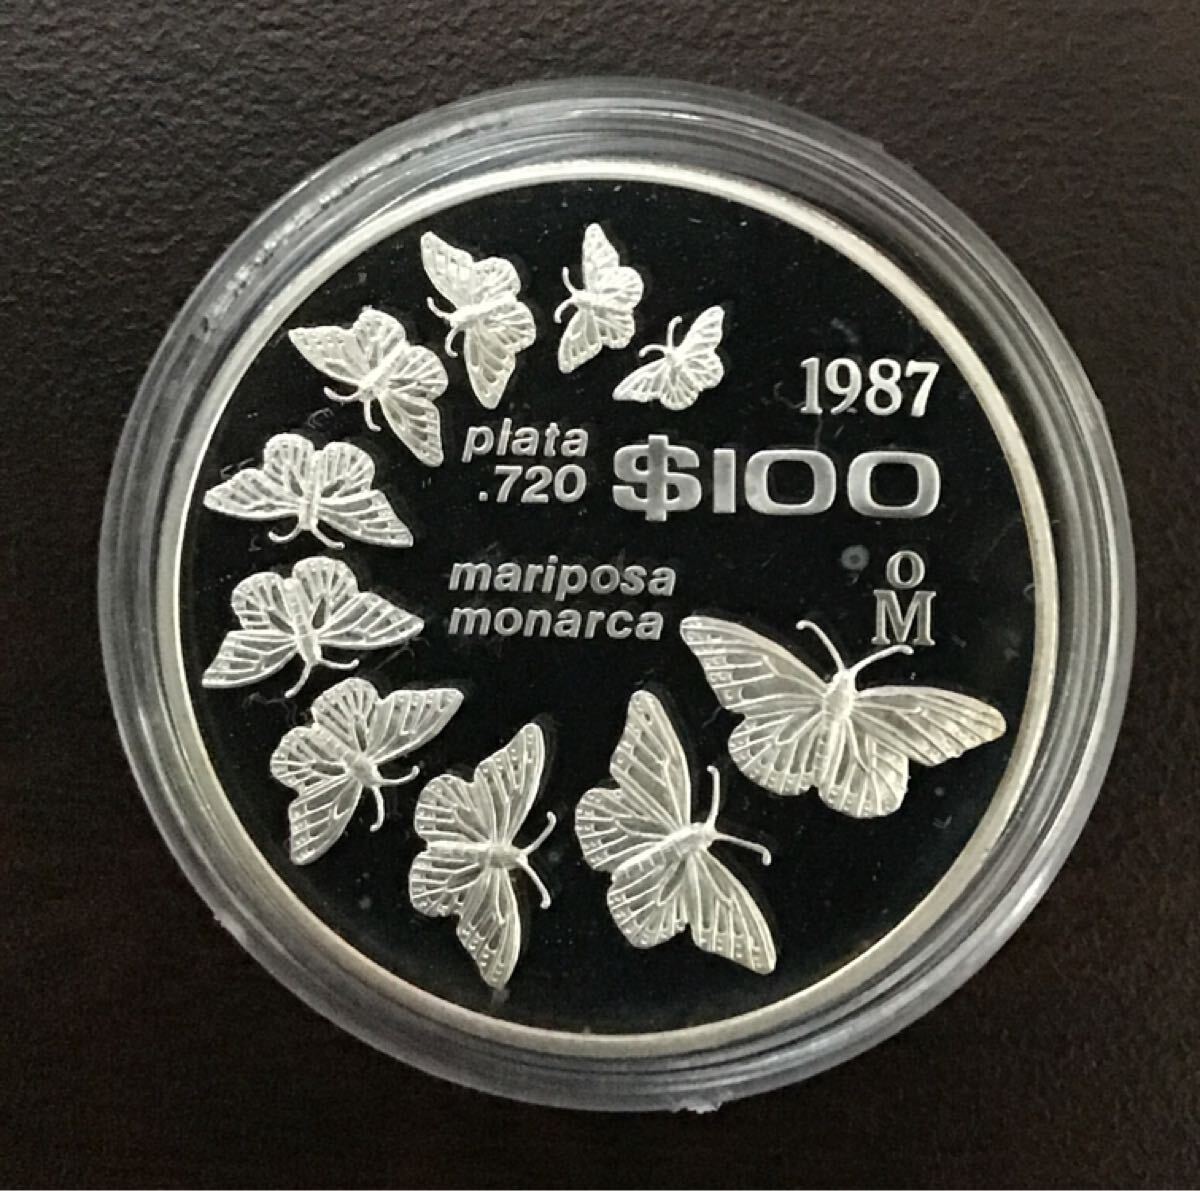 1987
plata
.720
$100
mariposa
monarca
o
M